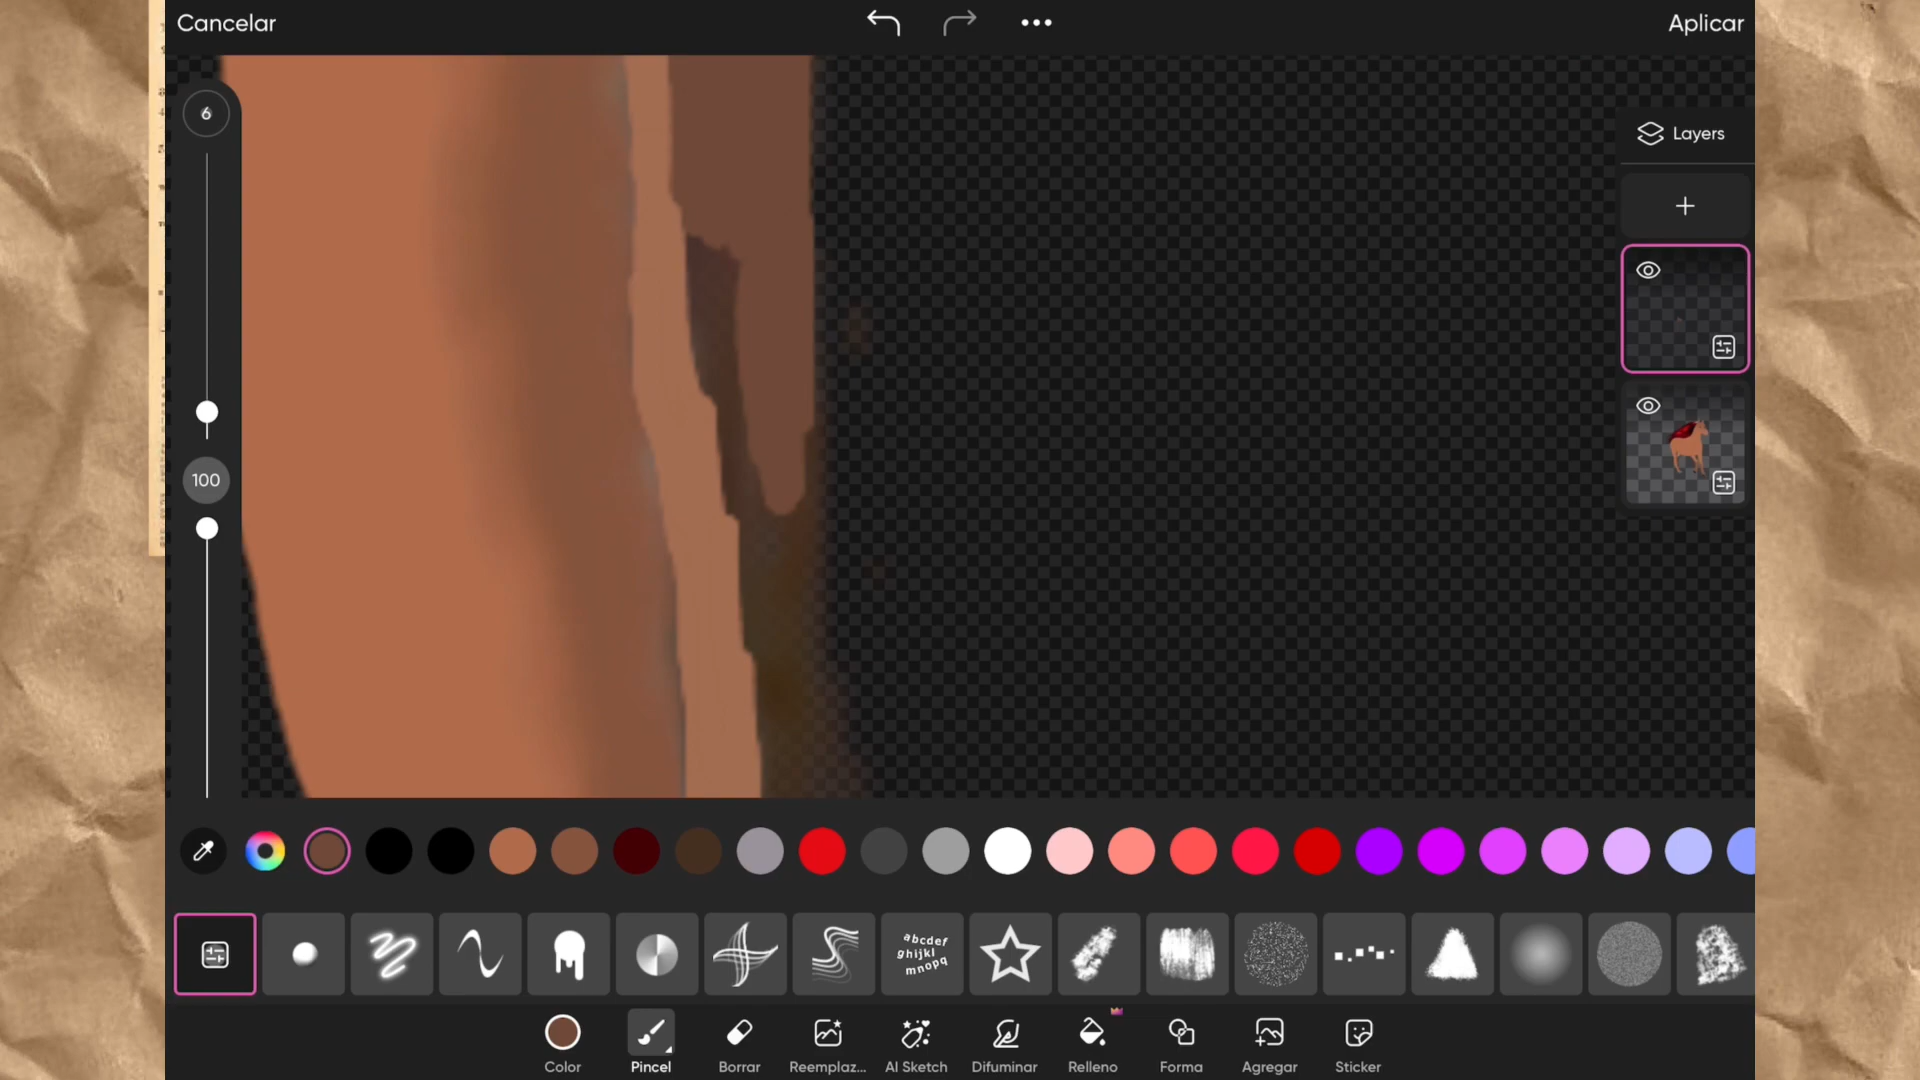 Cancelar
Aplicar
6
Layers
100
abcdef
ghijkl
mnopq
Color
Pincel
Borrar
Reemplaz...
AI Sketch
Difuminar
Relleno
Forma
Agregar
Sticker